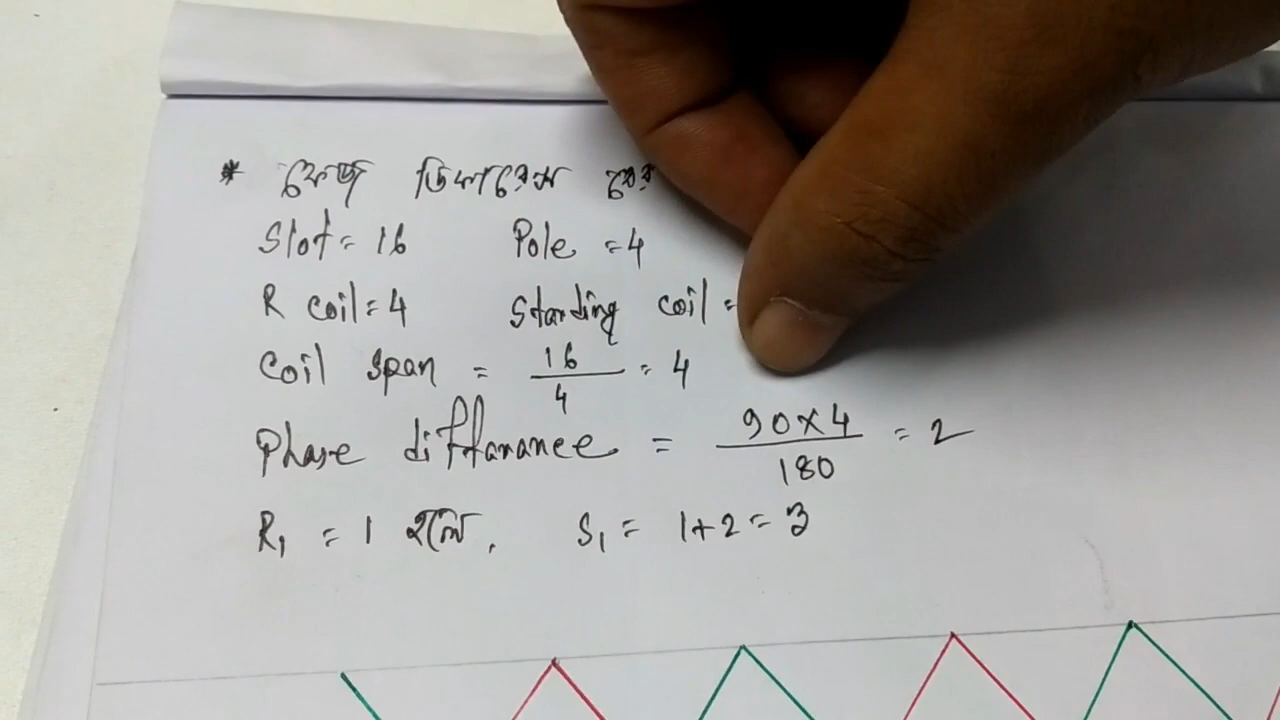 * ফেজ ডিফারেন্স বের
Slot = 16 Pole = 4
R coil = 4 Starting coil =
Coil span = 16/4 = 4
Phase diffarance = 90×4/180 = 2
R₁ = 1 হলে, S₁ = 1+2 = 3